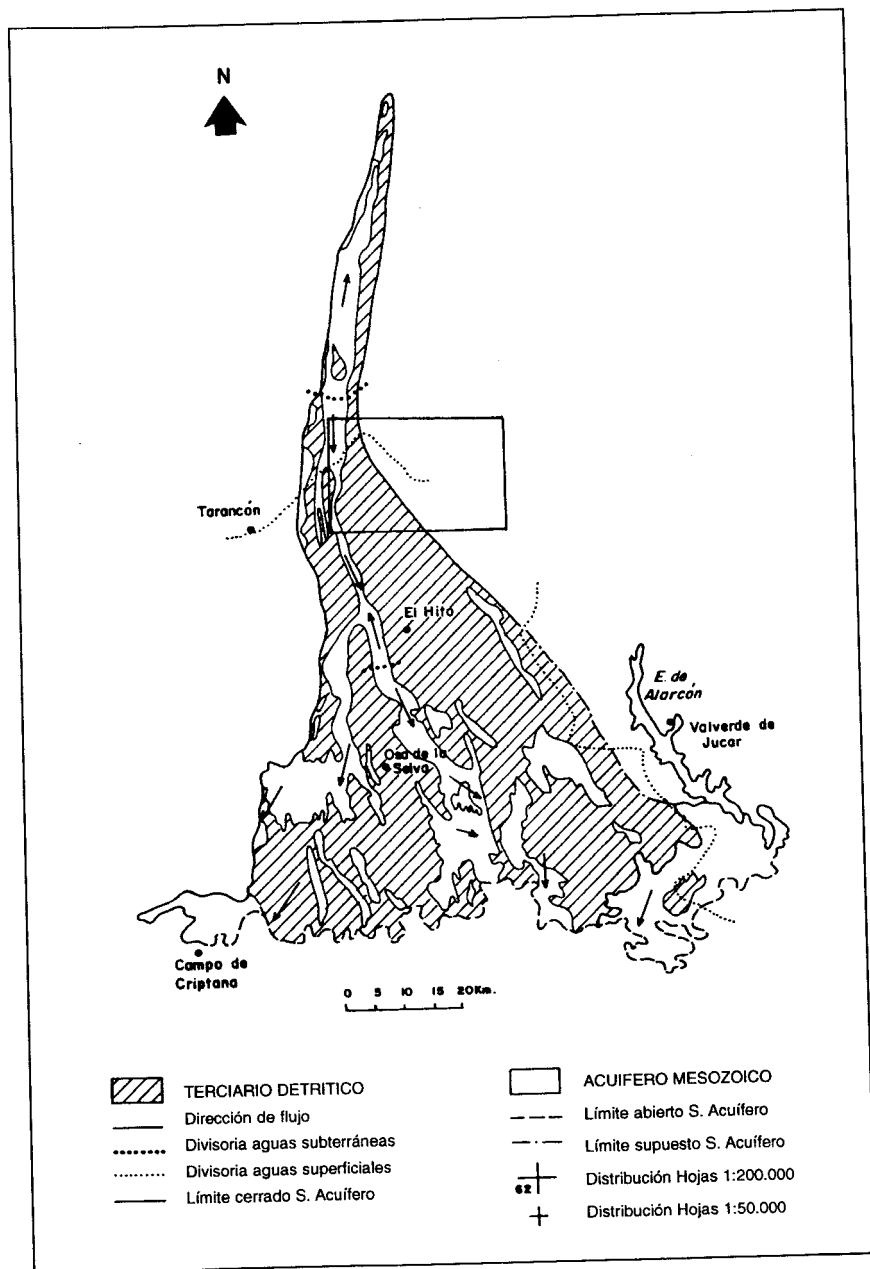 N
Tarancón
El Hito
E. de
Alarcón
Valverde de
Jucar
Osa de la
Selva
Campo de
Criptana
0 5 10 15 20Km.
TERCIARIO DETRITICO
Dirección de flujo
Divisoria aguas subterráneas
Divisoria aguas superficiales
Límite cerrado S. Acuífero
ACUIFERO MESOZOICO
Límite abierto S. Acuífero
Límite supuesto S. Acuífero
62
Distribución Hojas 1:200.000
Distribución Hojas 1:50.000